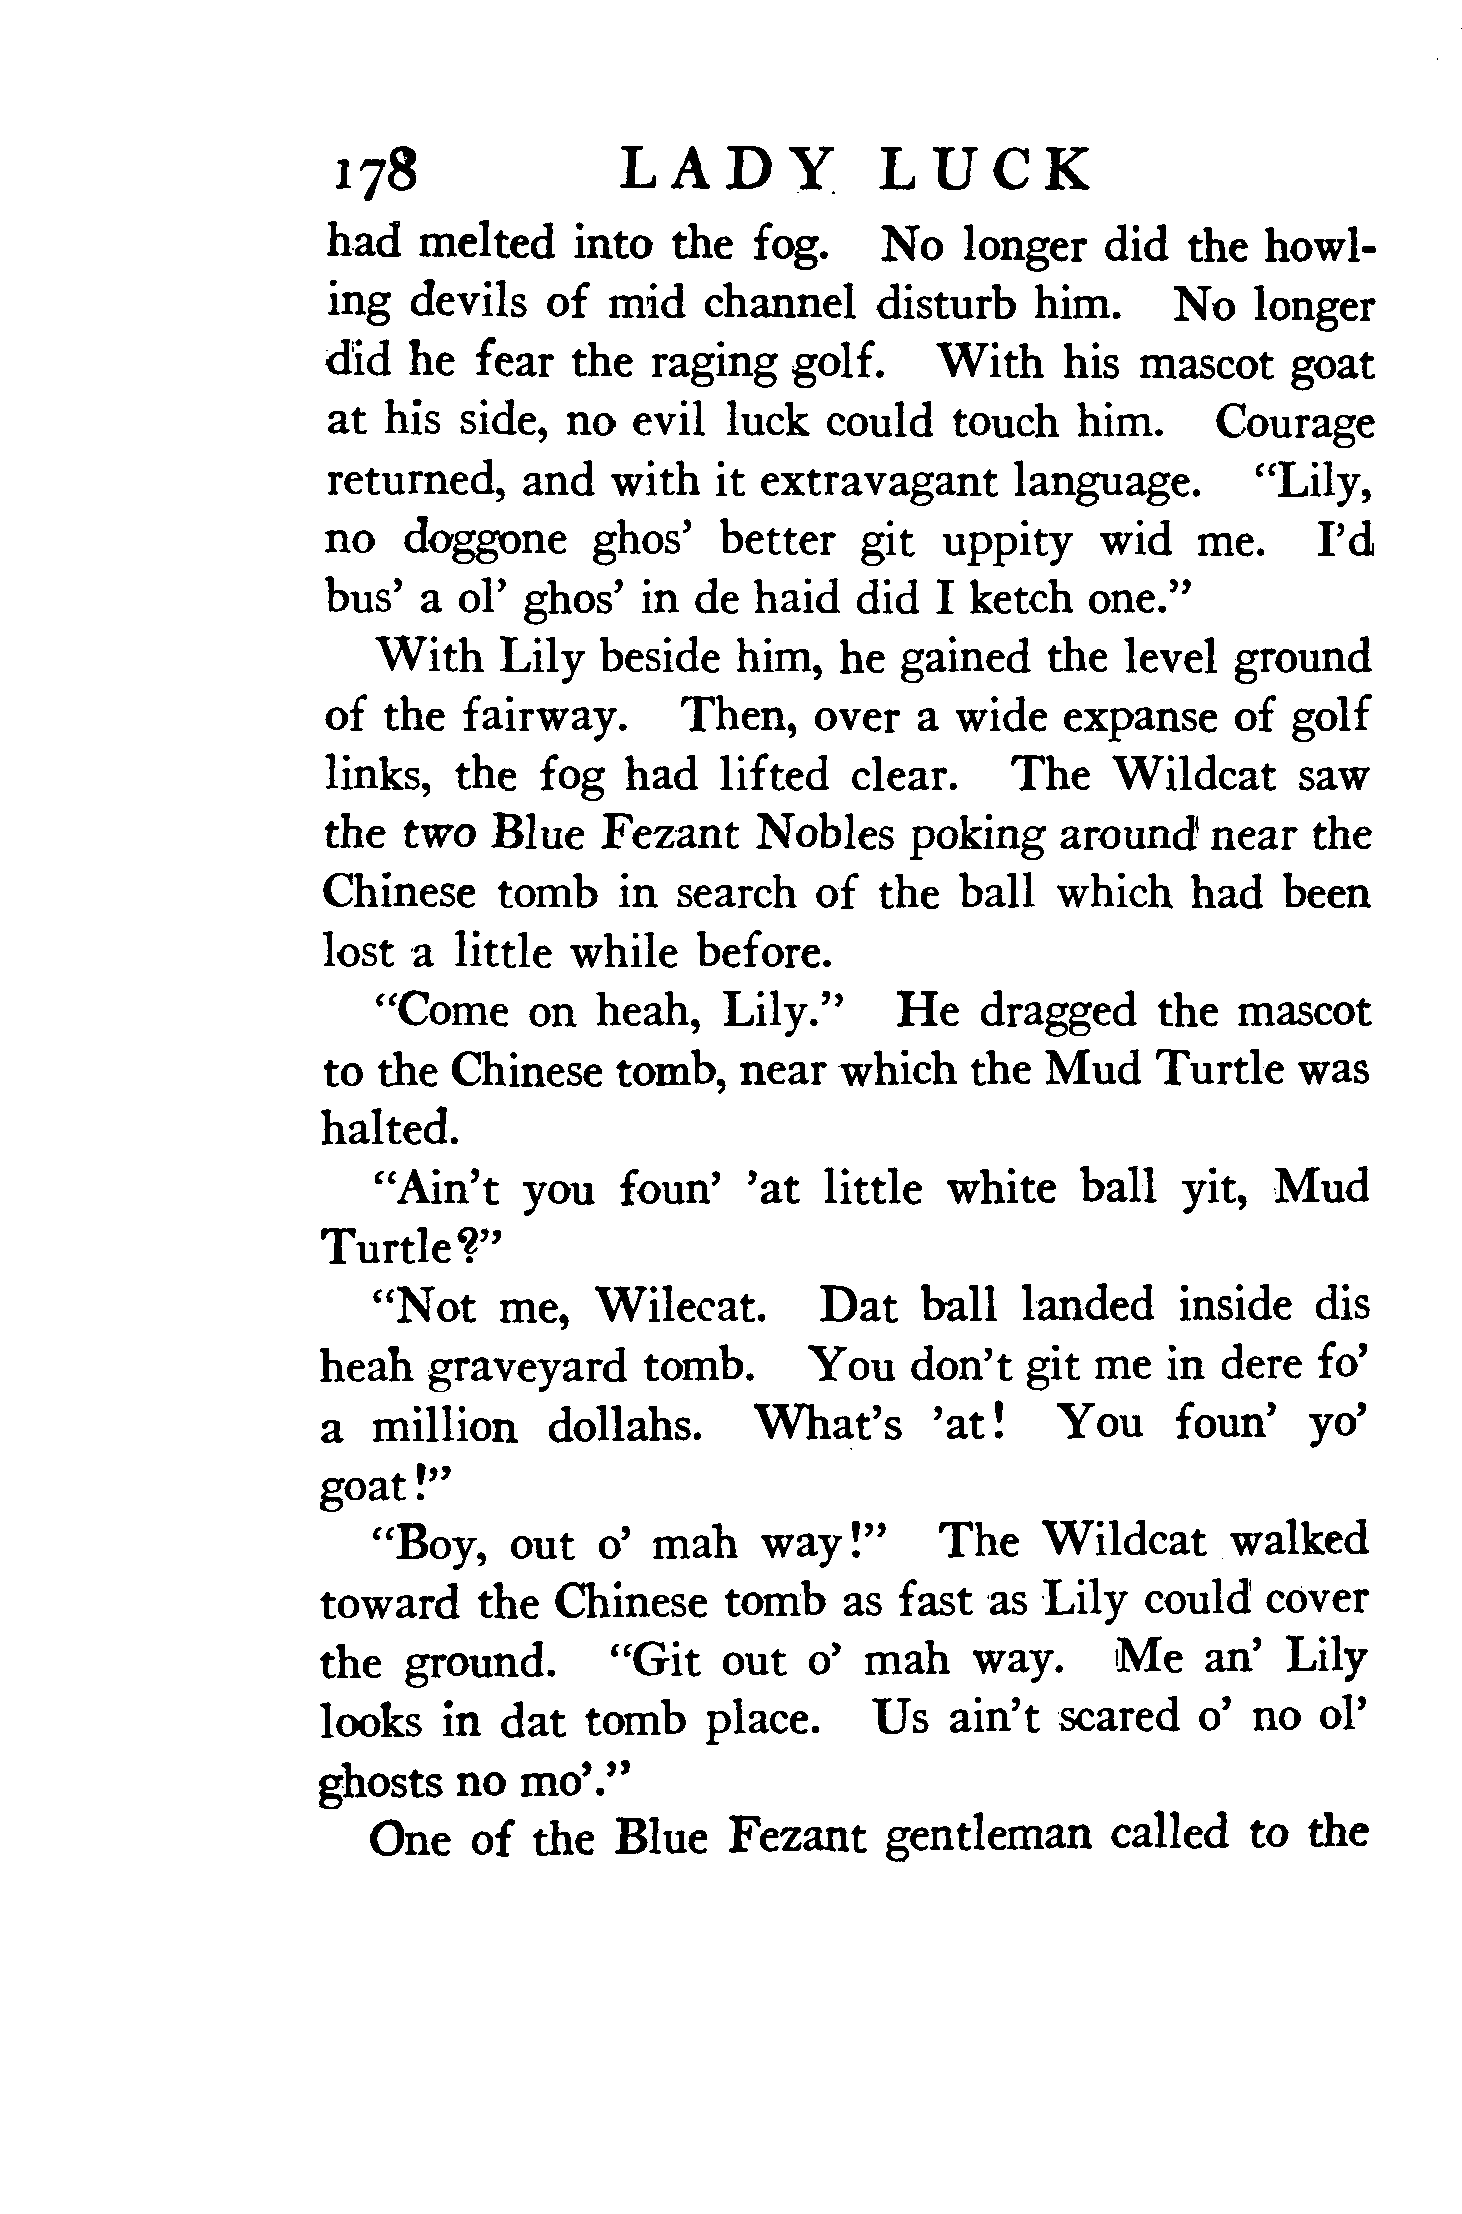 178 LADY LUCK
had melted into the fog. No longer did the howl-
ing devils of mid channel disturb him. No longer
did he fear the raging golf. With his mascot goat
at his side, no evil luck could touch him. Courage
returned, and with it extravagant language. "Lily,
no doggone ghos' better git uppity wid me. I'd
bus' a ol' ghos' in de haid did I ketch one."
With Lily beside him, he gained the level ground
of the fairway. Then, over a wide expanse of golf
links, the fog had lifted clear. The Wildcat saw
the two Blue Fezant Nobles poking around near the
Chinese tomb in search of the ball which had been
lost a little while before.
"Come on heah, Lily." He dragged the mascot
to the Chinese tomb, near which the Mud Turtle was
halted.
"Ain't you foun' 'at little white ball yit, Mud
Turtle?"
"Not me, Wilecat. Dat ball landed inside dis
heah graveyard tomb. You don't git me in dere fo'
a million dollahs. What's 'at! You foun' yo'
goat!"
"Boy, out o' mah way!" The Wildcat walked
toward the Chinese tomb as fast as Lily could cover
the ground. "Git out o' mah way. Me an' Lily
looks in dat tomb place. Us ain't scared o' no ol'
ghosts no mo'."
One of the Blue Fezant gentleman called to the